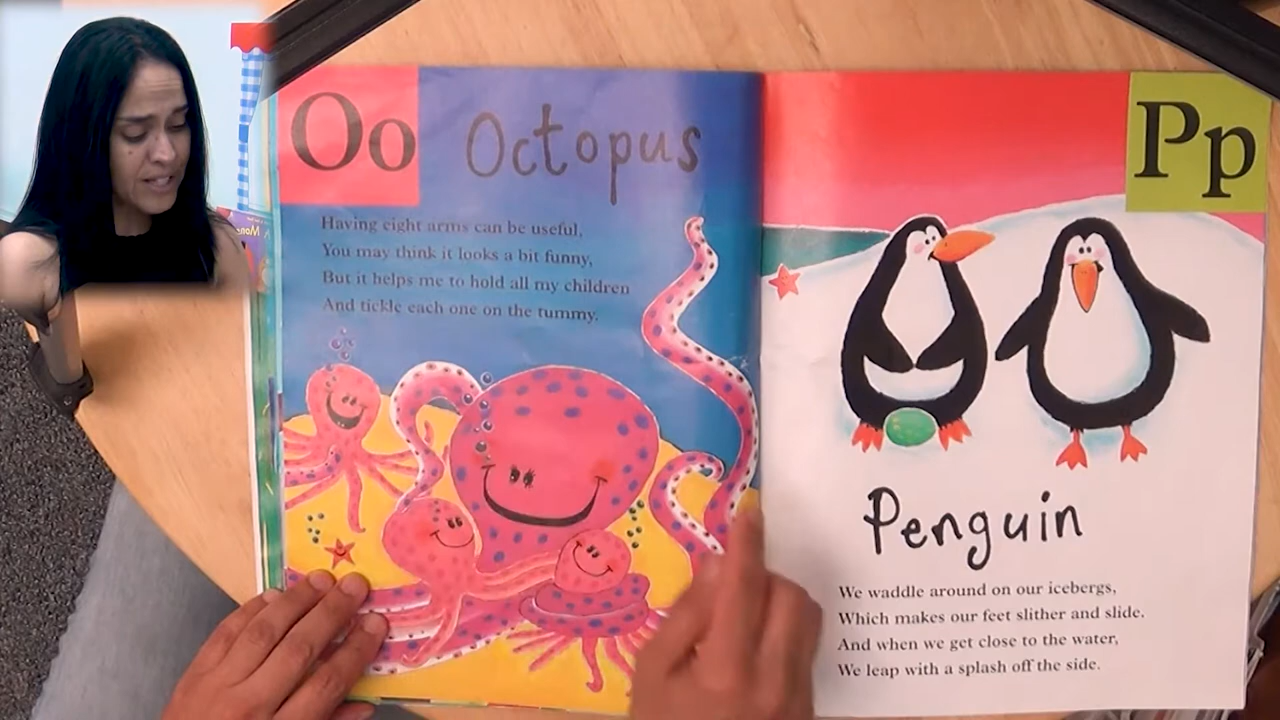 Oo
Octopus
Having eight arms can be useful,
You may think it looks a bit funny,
But it helps me to hold all my children
And tickle each one on the tummy.
Pp
Penguin
We waddle around on our icebergs,
Which makes our feet slither and slide.
And when we get close to the water,
We leap with a splash off the side.